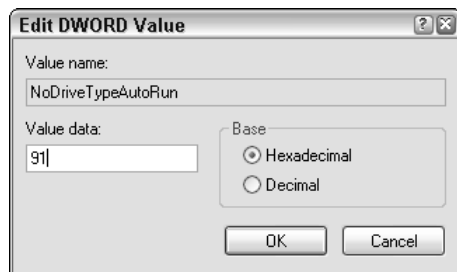 Edit DWORD Value
Value name:
NoDriveTypeAutoRun
Value data:
91
Base
Hexadecimal
Decimal
OK
Cancel